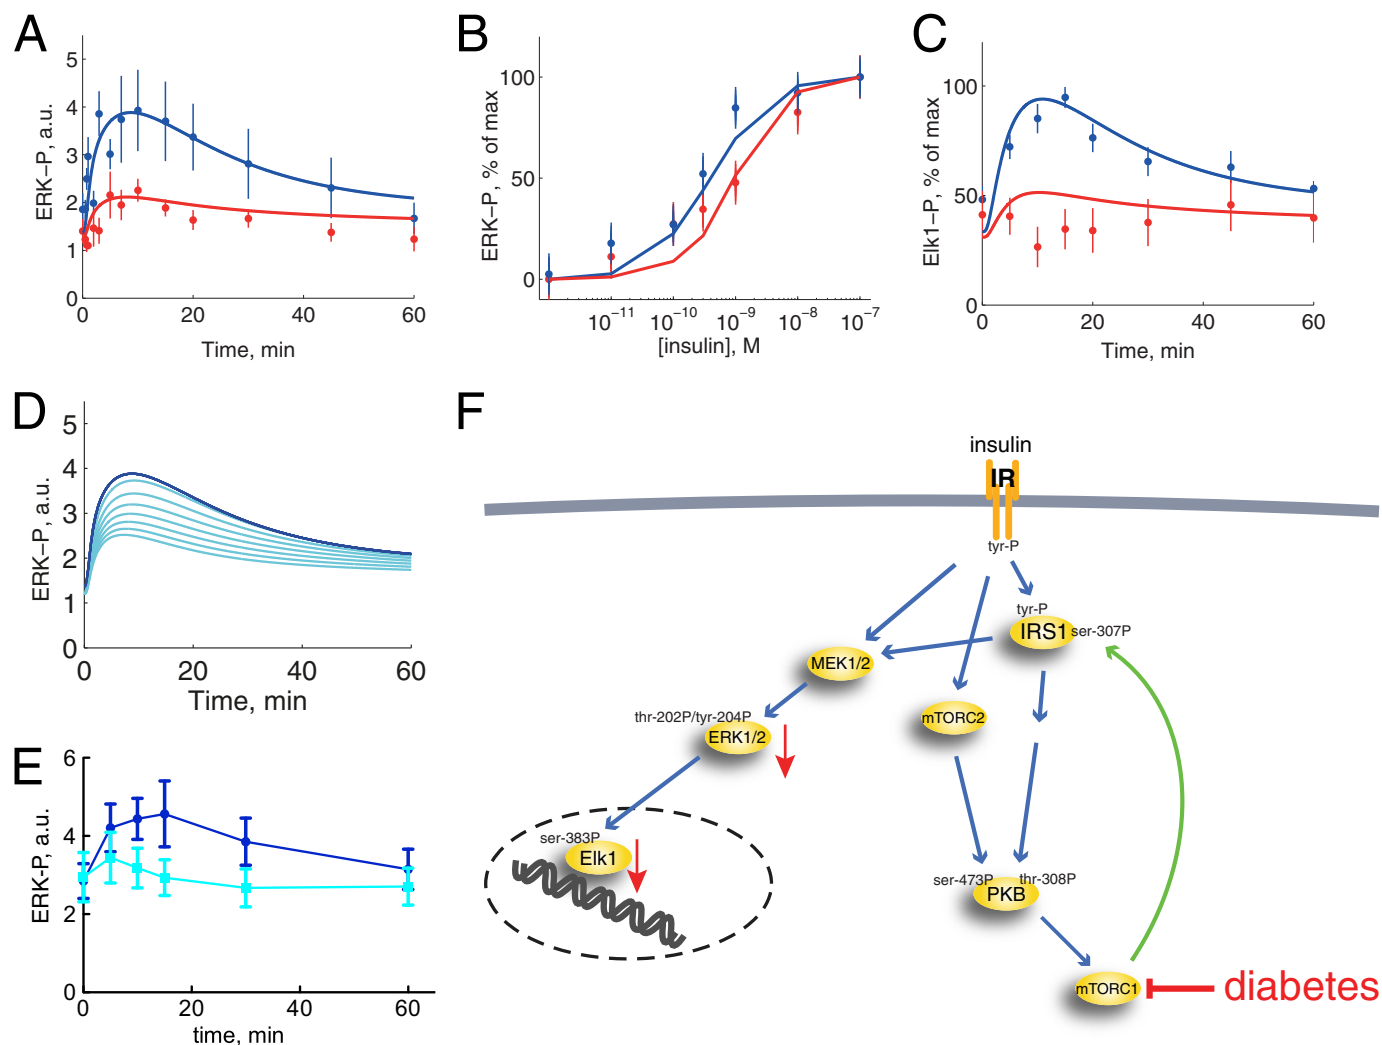 A
5
4
3
2
1
0
ERK–P, a.u.
0
20
40
60
Time, min
B
100
50
0
ERK–P, % of max
10⁻¹¹
10⁻¹⁰
10⁻⁹
10⁻⁸
10⁻⁷
[insulin], M
C
100
50
0
Elk1–P, % of max
0
20
40
60
Time, min
D
5
4
3
2
1
0
ERK–P, a.u.
0
20
40
60
Time, min
E
6
4
2
0
ERK-P, a.u.
0
20
40
60
time, min
F
insulin
IR
tyr-P
tyr-P
IRS1
ser-307P
MEK1/2
thr-202P/tyr-204P
ERK1/2
mTORC2
ser-383P
Elk1
ser-473P
thr-308P
PKB
mTORC1
diabetes